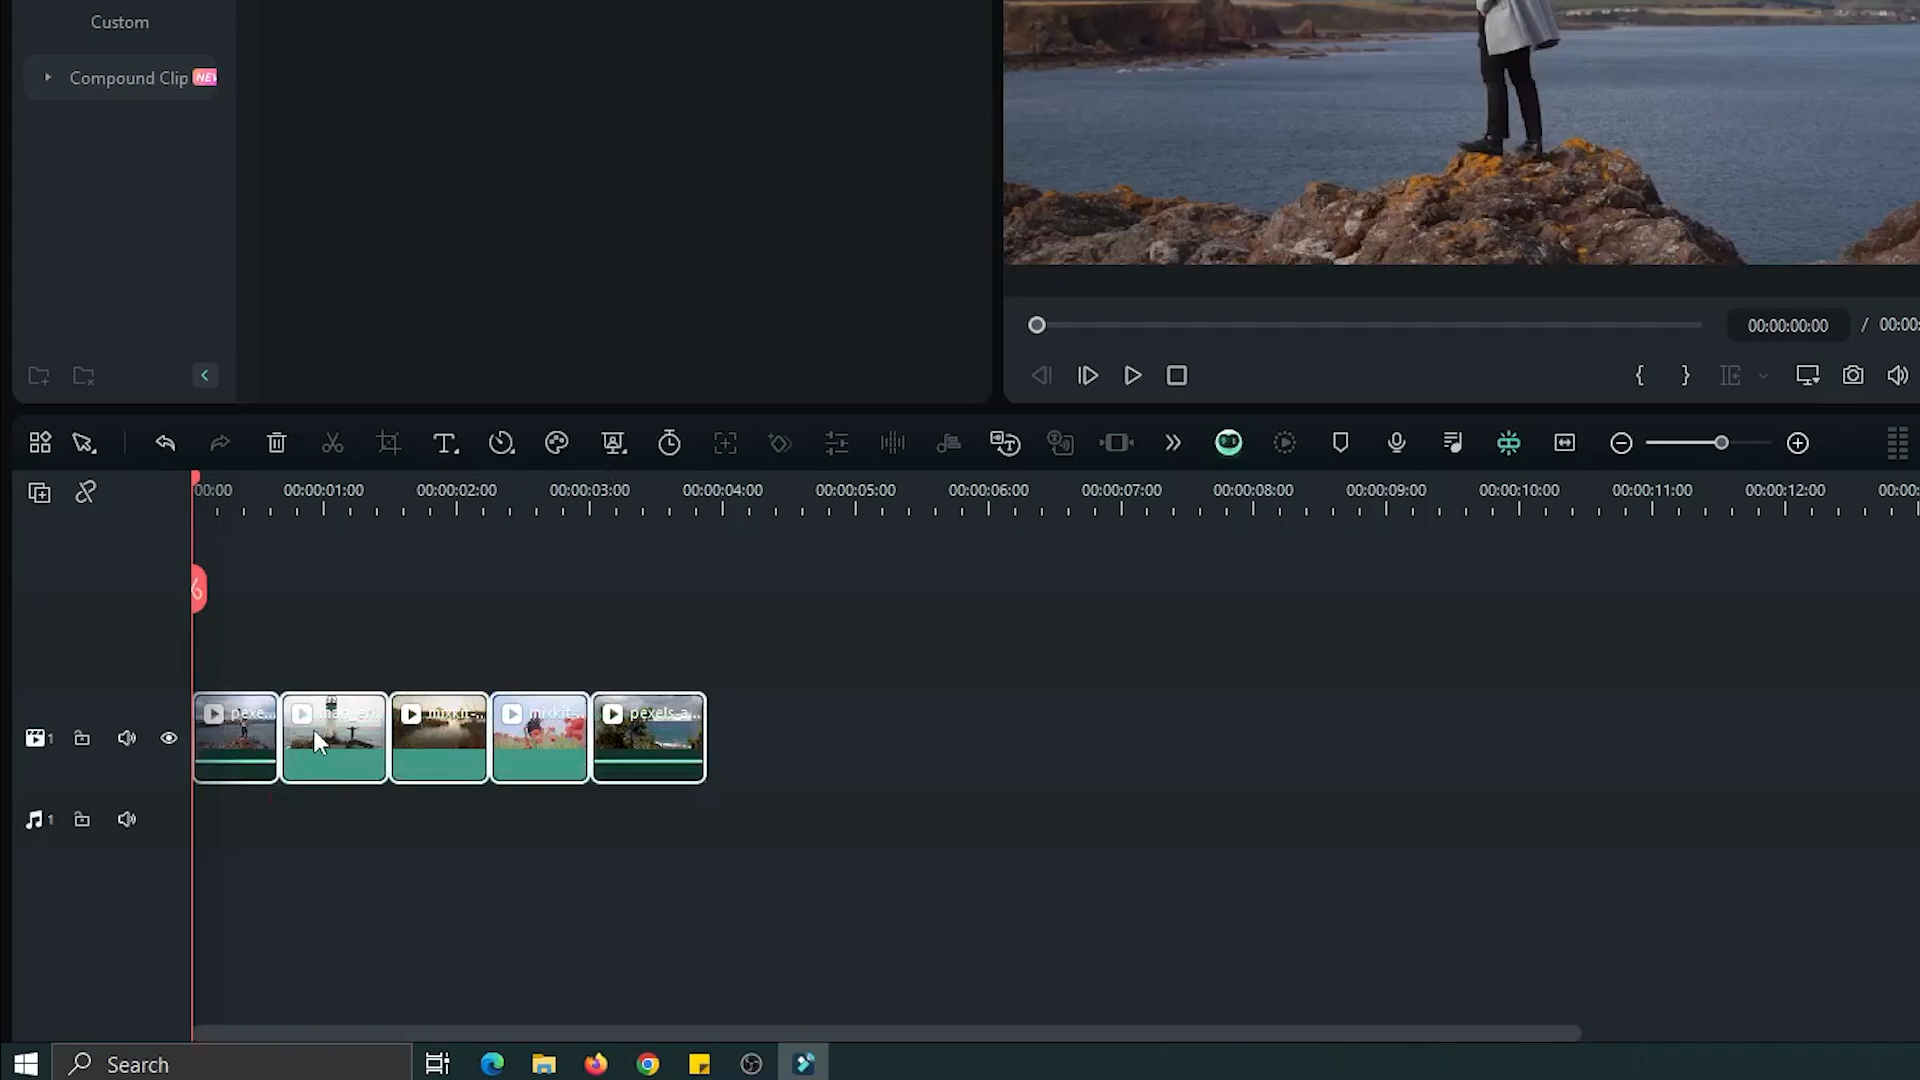 Custom
Compound Clip NEW
00:00:00:00 / 00:00:
00:00 00:00:01:00 00:00:02:00 00:00:03:00 00:00:04:00 00:00:05:00 00:00:06:00 00:00:07:00 00:00:08:00 00:00:09:00 00:00:10:00 00:00:11:00 00:00:12:00 00:00:
pexe... mixkit-... mixkit-... pexels-a...
1
1
Search